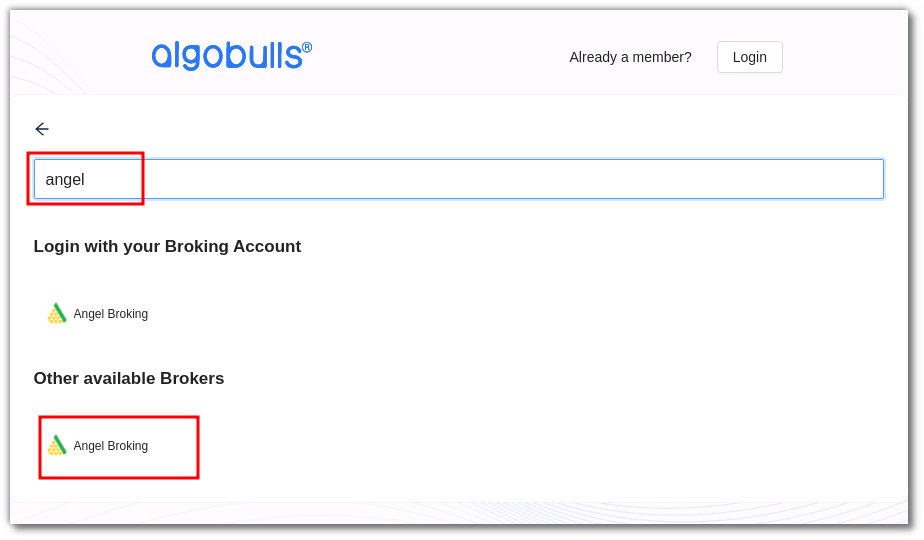 algobulls®
Already a member?
Login
angel
Login with your Broking Account
Angel Broking
Other available Brokers
Angel Broking